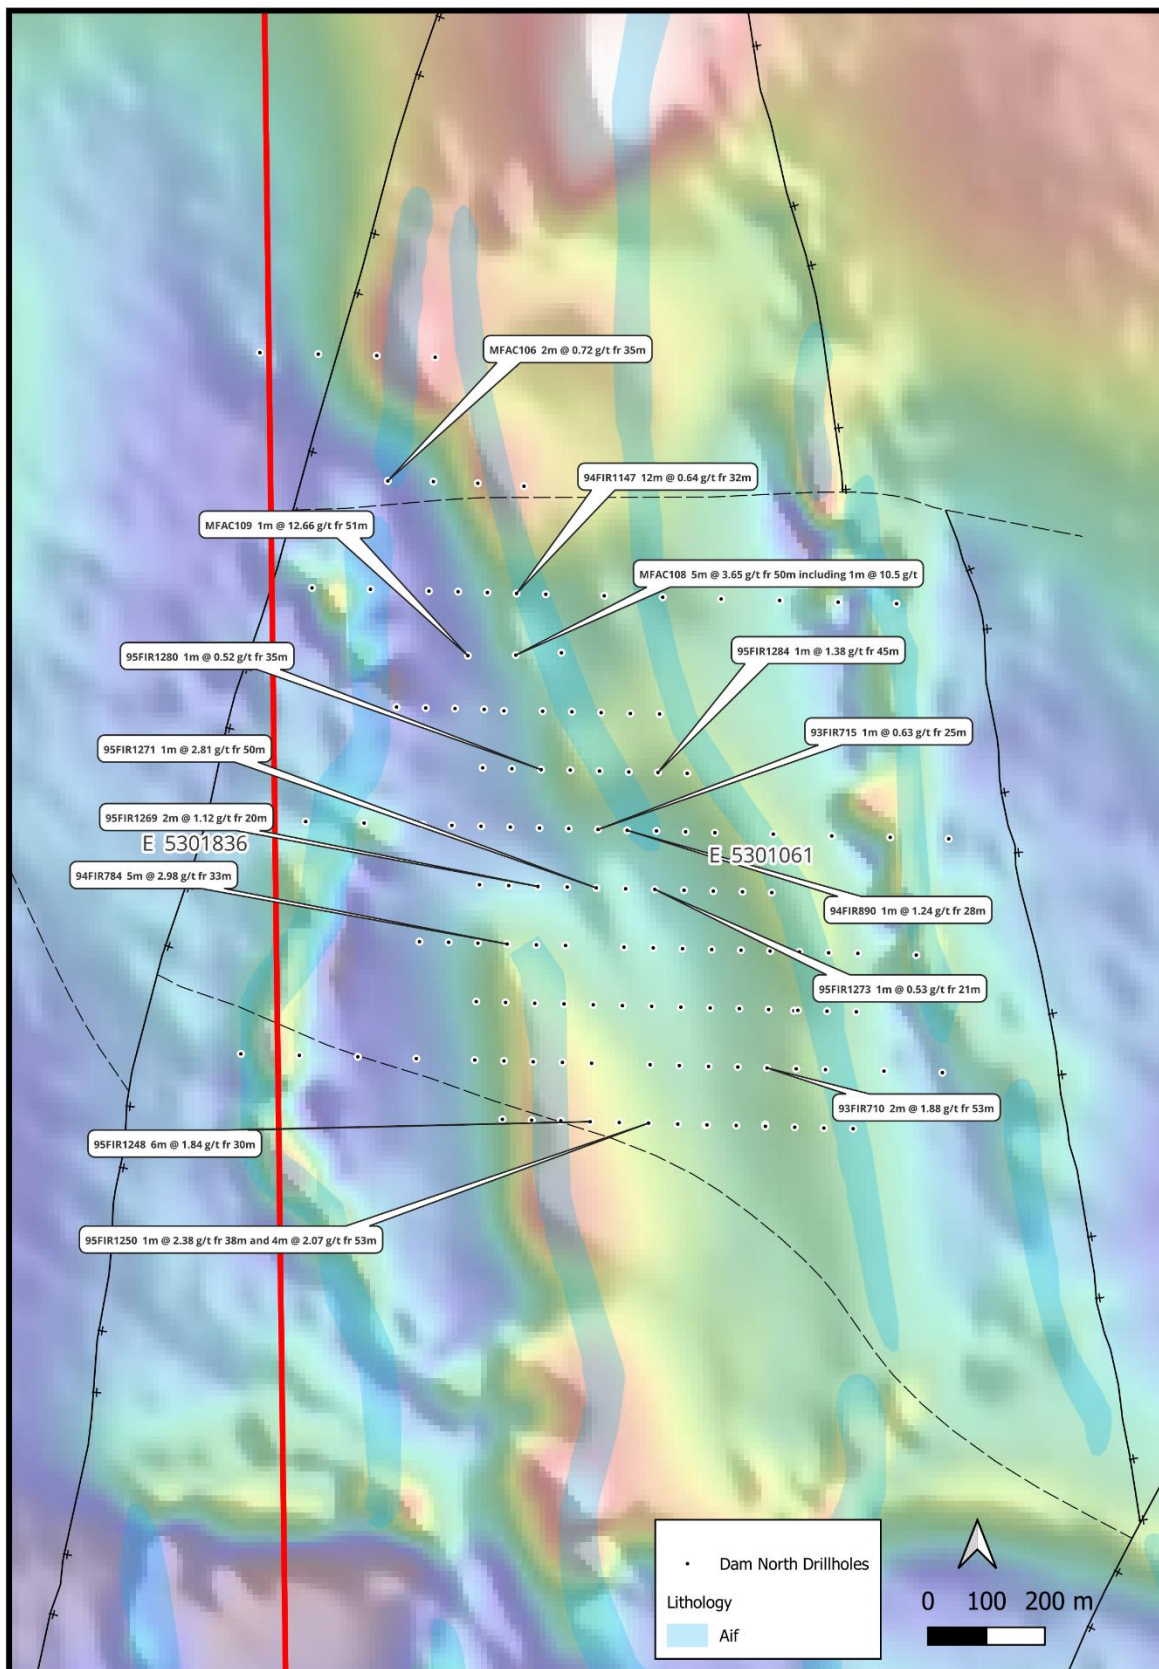 MFAC106  2m @ 0.72 g/t fr 35m
94FIR1147  12m @ 0.64 g/t fr 32m
MFAC109  1m @ 12.66 g/t fr 51m
MFAC108  5m @ 3.65 g/t fr 50m including 1m @ 10.5 g/t
95FIR1280  1m @ 0.52 g/t fr 35m
95FIR1284  1m @ 1.38 g/t fr 45m
93FIR715  1m @ 0.63 g/t fr 25m
95FIR1271  1m @ 2.81 g/t fr 50m
95FIR1269  2m @ 1.12 g/t fr 20m
E  5301836
E  5301061
94FIR784  5m @ 2.98 g/t fr 33m
94FIR890  1m @ 1.24 g/t fr 28m
95FIR1273  1m @ 0.53 g/t fr 21m
93FIR710  2m @ 1.88 g/t fr 53m
95FIR1248  6m @ 1.84 g/t fr 30m
95FIR1250  1m @ 2.38 g/t fr 38m and 4m @ 2.07 g/t fr 53m
Dam North Drillholes
Lithology
Aif
0 100 200 m